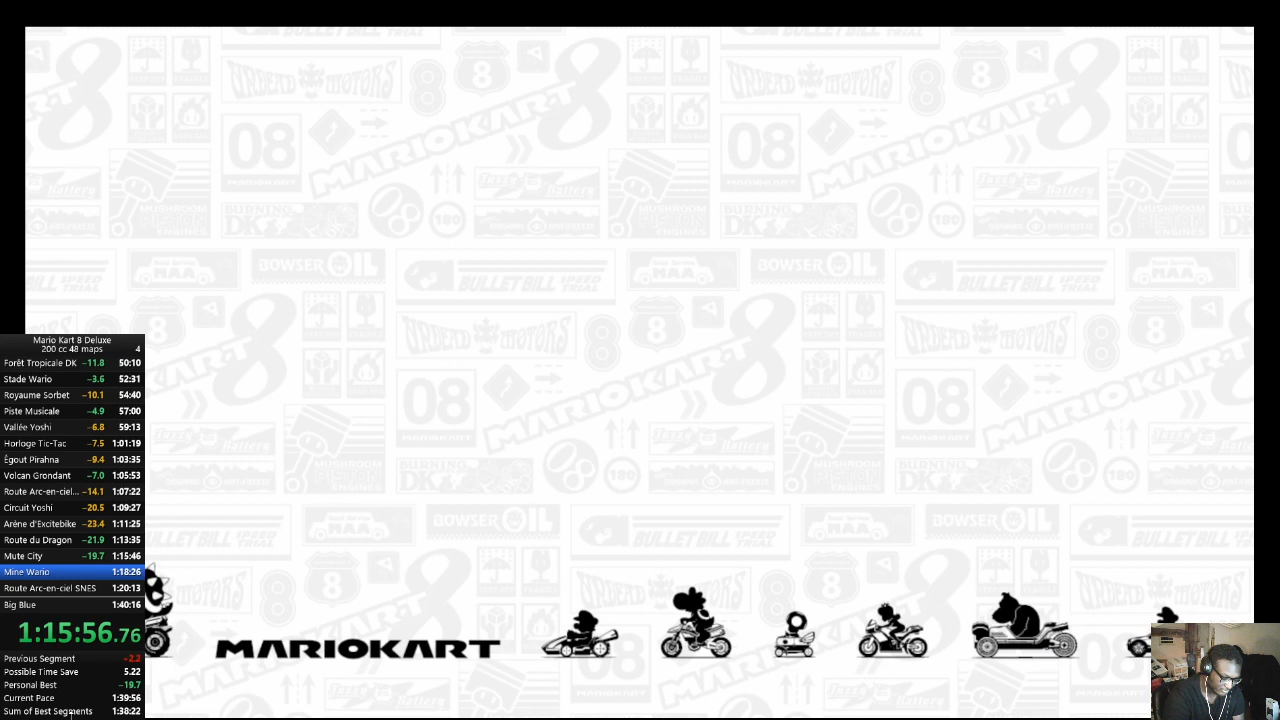 Mario Kart 8 Deluxe
200 cc 48 maps 4
Forêt Tropicale DK −11.8 50:10
Stade Wario −3.6 52:31
Royaume Sorbet −10.1 54:40
Piste Musicale −4.9 57:00
Vallée Yoshi −6.8 59:13
Horloge Tic-Tac −7.5 1:01:19
Égout Pirahna −9.4 1:03:35
Volcan Grondant −7.0 1:05:53
Route Arc-en-ciel... −14.1 1:07:22
Circuit Yoshi −20.5 1:09:27
Arène d'Excitebike −23.4 1:11:25
Route du Dragon −21.9 1:13:35
Mute City −19.7 1:15:46
Mine Wario 1:18:26
Route Arc-en-ciel SNES 1:20:13
Big Blue 1:40:16
1:15:56.76
Previous Segment −2.2
Possible Time Save 5.22
Personal Best −19.7
Current Pace 1:39:56
Sum of Best Segments 1:38:22
MARIOKART